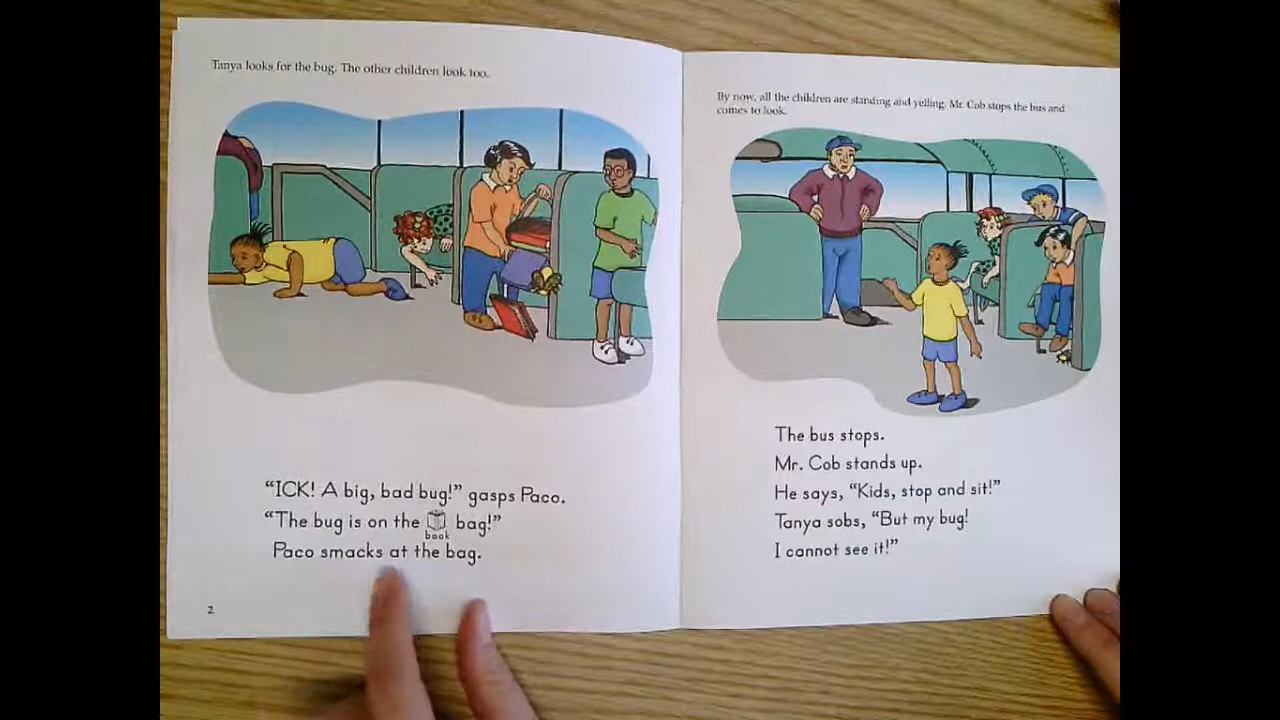 Tanya looks for the bug. The other children look too.
"ICK! A big, bad bug!" gasps Paco.
"The bug is on the book bag!"
Paco smacks at the bag.
2
By now, all the children are standing and yelling. Mr. Cob stops the bus and
comes to look.
The bus stops.
Mr. Cob stands up.
He says, "Kids, stop and sit!"
Tanya sobs, "But my bug!
I cannot see it!"